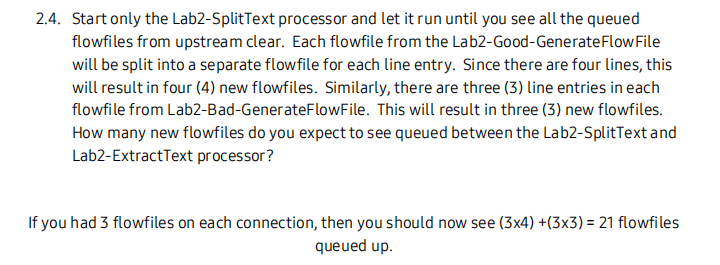 2.4. Start only the Lab2-SplitText processor and let it run until you see all the queued
flowfiles from upstream clear. Each flowfile from the Lab2-Good-GenerateFlowFile
will be split into a separate flowfile for each line entry. Since there are four lines, this
will result in four (4) new flowfiles. Similarly, there are three (3) line entries in each
flowfile from Lab2-Bad-GenerateFlowFile. This will result in three (3) new flowfiles.
How many new flowfiles do you expect to see queued between the Lab2-SplitText and
Lab2-ExtractText processor?
If you had 3 flowfiles on each connection, then you should now see (3x4) +(3x3) = 21 flowfiles
queued up.